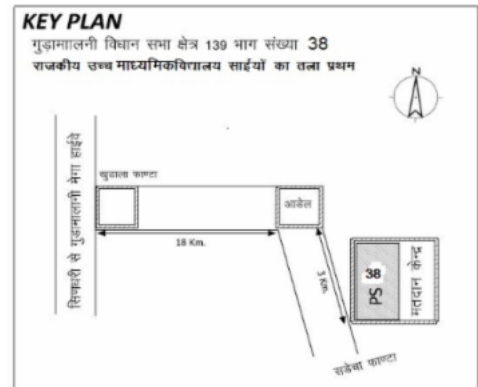 KEY PLAN
गुड़ामालनी विधान सभा क्षेत्र 139 भाग संख्या 38
राजकीय उच्च माध्यमिकविद्यालय साईयों का तला प्रथम
N
सिणधरी से गुडामालानी मेगा हाईवे
खुडाला फाण्टा
आडेल
18 Km.
3 Km.
38
PS
मतदान केन्द्र
सडेचा फाण्टा